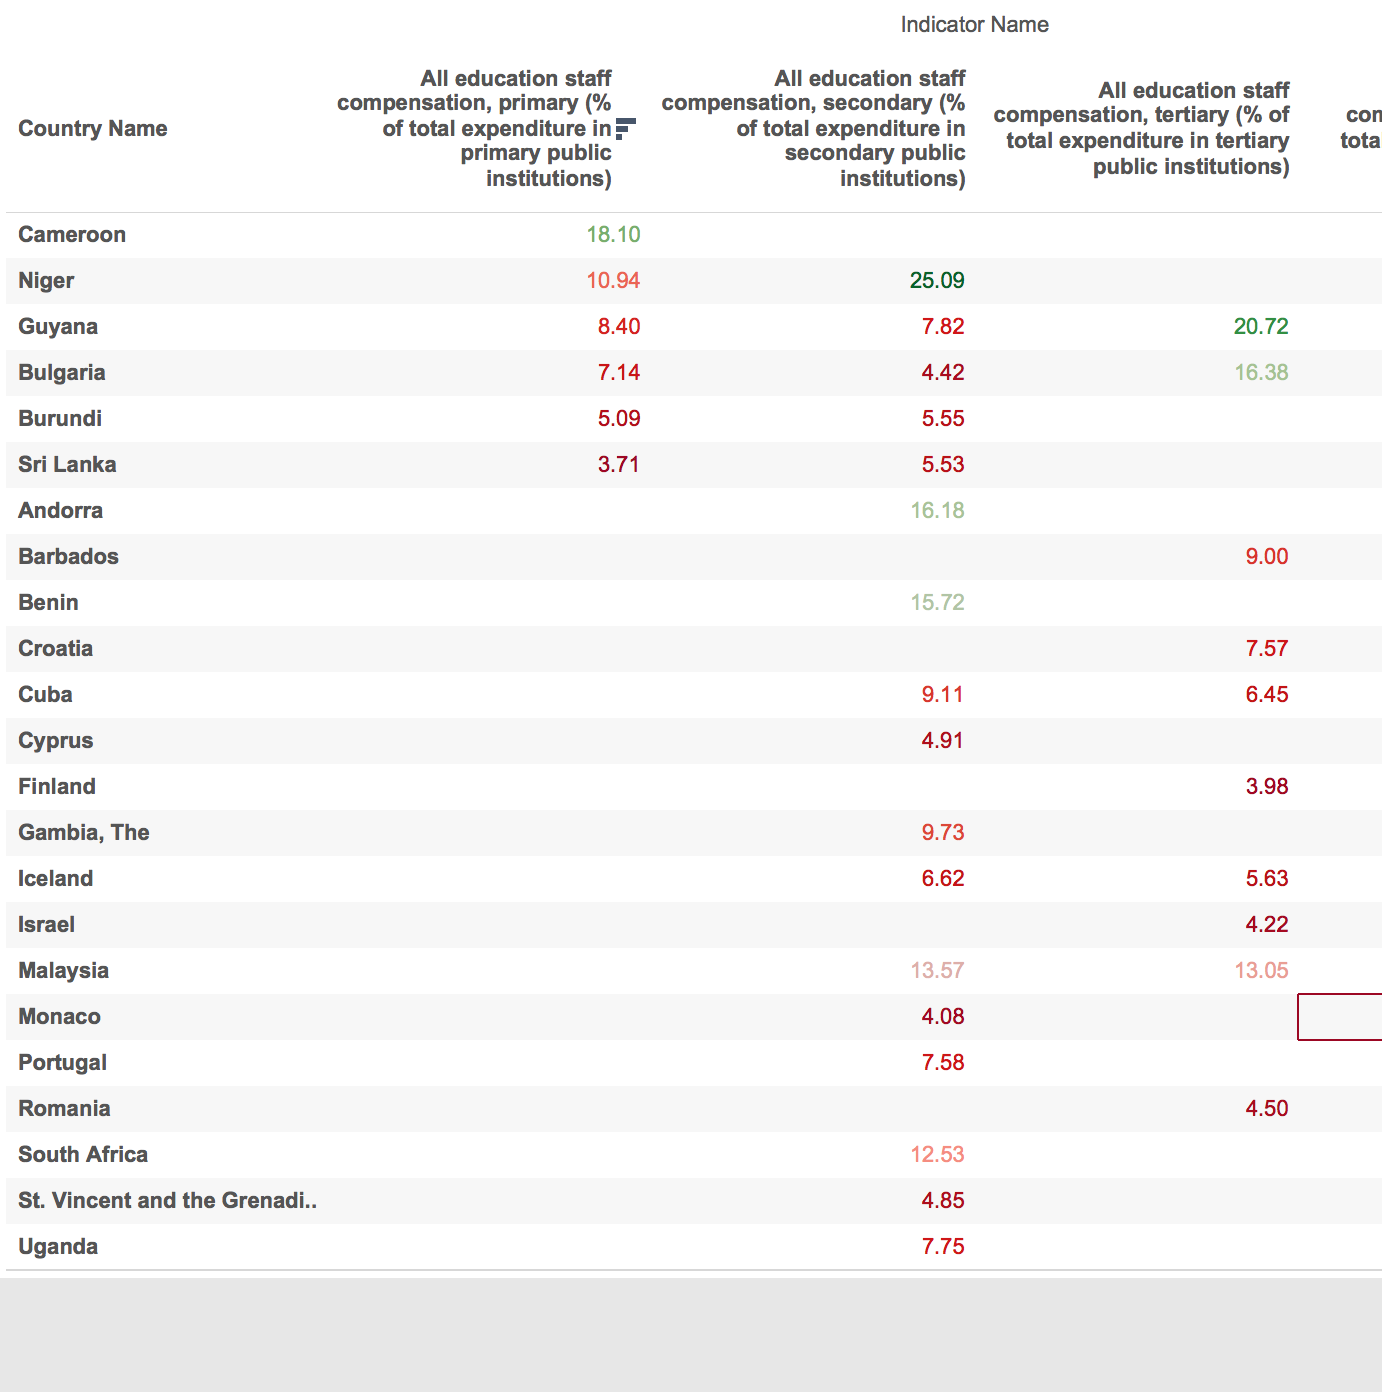 Indicator Name
Country Name
All education staff
compensation, primary (%
of total expenditure in
primary public
institutions)
All education staff
compensation, secondary (%
of total expenditure in
secondary public
institutions)
All education staff
compensation, tertiary (% of
total expenditure in tertiary
public institutions)
Cameroon 18.10
Niger 10.94 25.09
Guyana 8.40 7.82 20.72
Bulgaria 7.14 4.42 16.38
Burundi 5.09 5.55
Sri Lanka 3.71 5.53
Andorra 16.18
Barbados 9.00
Benin 15.72
Croatia 7.57
Cuba 9.11 6.45
Cyprus 4.91
Finland 3.98
Gambia, The 9.73
Iceland 6.62 5.63
Israel 4.22
Malaysia 13.57 13.05
Monaco 4.08
Portugal 7.58
Romania 4.50
South Africa 12.53
St. Vincent and the Grenadi..
4.85
Uganda 7.75